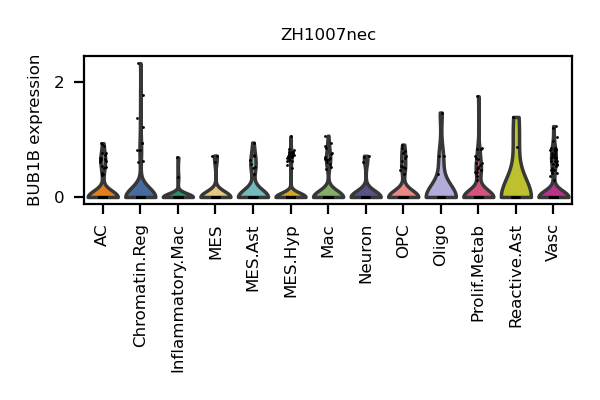 ZH1007nec
BUB1B expression
2
0
AC
Chromatin.Reg
Inflammatory.Mac
MES
MES.Ast
MES.Hyp
Mac
Neuron
OPC
Oligo
Prolif.Metab
Reactive.Ast
Vasc